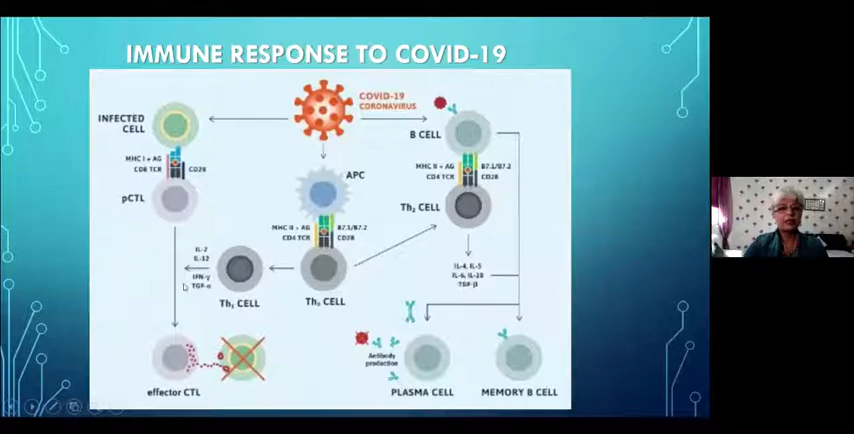 IMMUNE RESPONSE TO COVID-19
COVID-19
CORONAVIRUS
INFECTED
CELL
B CELL
MHC I + AG
CD8 TCR
CD28
pCTL
APC
MHC II + AG
CD4 TCR
B7.1/B7.2
CD28
MHC II + AG
CD4 TCR
B7.1/B7.2
CD28
Th₂ CELL
IL-2
IL-12
IFN-γ
TGF-α
Th₁ CELL
Th₀ CELL
IL-4, IL-5
IL-6, IL-10
TGF-β
Antibody
production
effector CTL
PLASMA CELL
MEMORY B CELL